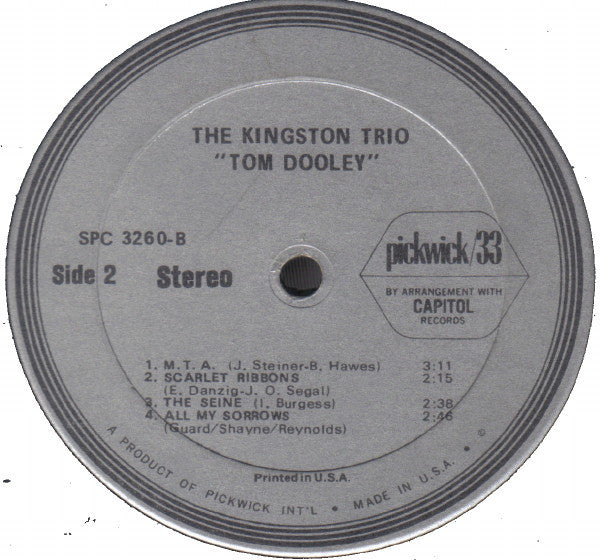 THE KINGSTON TRIO
"TOM DOOLEY"
SPC 3260-B
Side 2 Stereo
pickwick/33
BY ARRANGEMENT WITH
CAPITOL
RECORDS
1. M.T.A. (J. Steiner-B. Hawes) 3:11
2. SCARLET RIBBONS 2:15
(E. Danzig-J. O. Segal)
3. THE SEINE (I. Burgess) 2:38
4. ALL MY SORROWS 2:46
(Guard/Shayne/Reynolds)
Printed in U.S.A.
A PRODUCT OF PICKWICK INT'L • MADE IN U.S.A. • ©